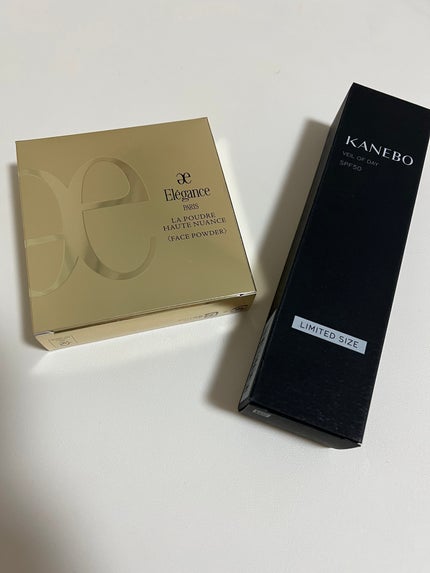 æ
Elégance
PARIS
LA POUDRE
HAUTE NUANCE
〈FACE POWDER〉
KANEBO
VEIL OF DAY
SPF50
LIMITED SIZE